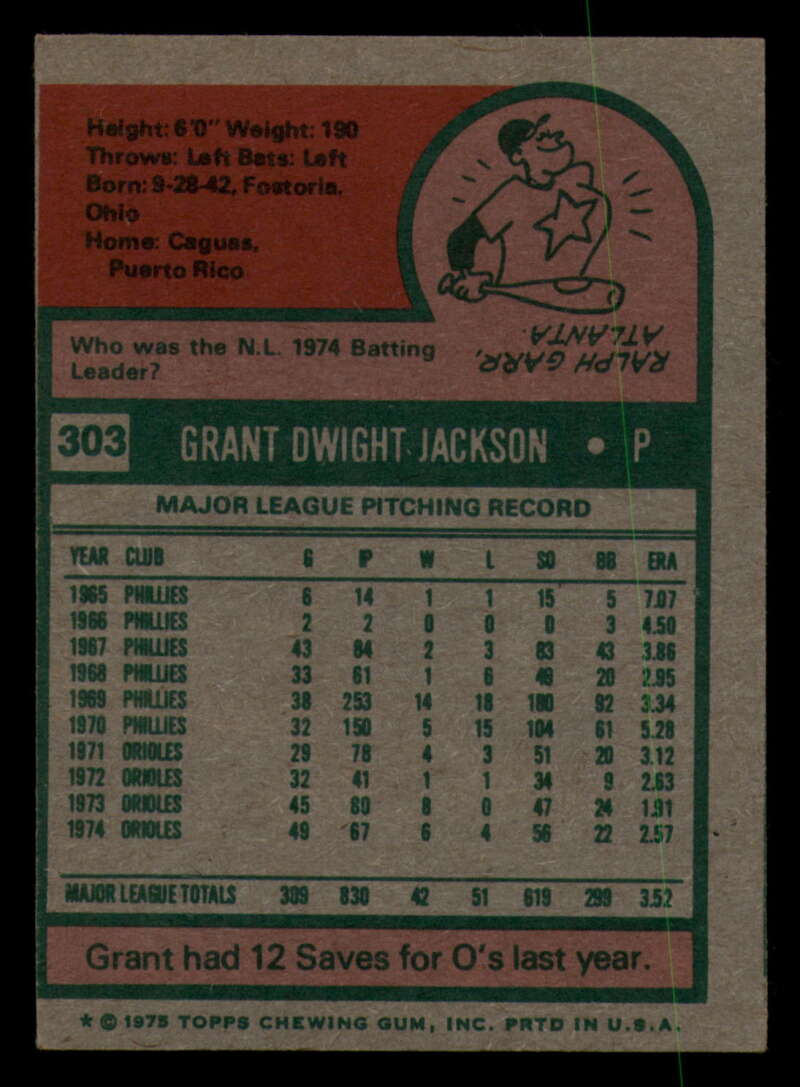 Height: 6'0" Weight: 190
Throws: Left Bats: Left
Born: 9-28-42, Fostoria,
Ohio
Home: Caguas,
Puerto Rico
Who was the N.L. 1974 Batting
Leader?
RALPH GARR,
ATLANTA.
303 GRANT DWIGHT JACKSON • P
MAJOR LEAGUE PITCHING RECORD
YEAR CLUB G IP W L SO BB ERA
1965 PHILLIES 6 14 1 1 15 5 7.07
1966 PHILLIES 2 2 0 0 0 3 4.50
1967 PHILLIES 43 84 2 3 83 43 3.86
1968 PHILLIES 33 61 1 6 49 20 2.95
1969 PHILLIES 38 253 14 18 180 92 3.34
1970 PHILLIES 32 150 5 15 104 61 5.28
1971 ORIOLES 29 78 4 3 51 20 3.12
1972 ORIOLES 32 41 1 1 34 9 2.63
1973 ORIOLES 45 80 8 0 47 24 1.91
1974 ORIOLES 49 67 6 4 56 22 2.57
MAJOR LEAGUE TOTALS 309 830 42 51 619 299 3.52
Grant had 12 Saves for O's last year.
* © 1975 TOPPS CHEWING GUM, INC. PRTD IN U.S.A.